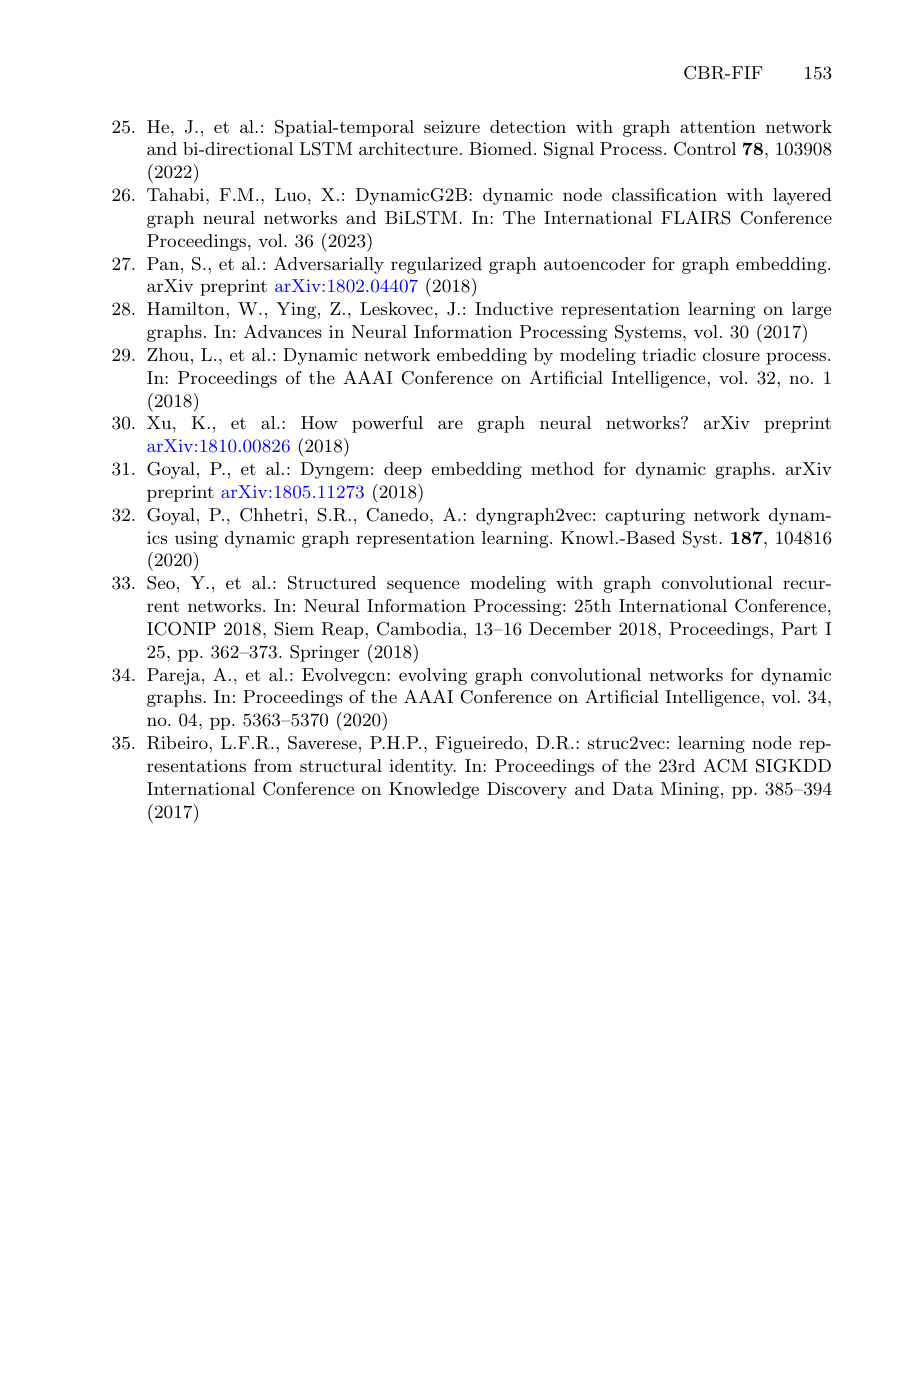 CBR-FIF 153
25. He, J., et al.: Spatial-temporal seizure detection with graph attention network
and bi-directional LSTM architecture. Biomed. Signal Process. Control 78, 103908
(2022)
26. Tahabi, F.M., Luo, X.: DynamicG2B: dynamic node classification with layered
graph neural networks and BiLSTM. In: The International FLAIRS Conference
Proceedings, vol. 36 (2023)
27. Pan, S., et al.: Adversarially regularized graph autoencoder for graph embedding.
arXiv preprint arXiv:1802.04407 (2018)
28. Hamilton, W., Ying, Z., Leskovec, J.: Inductive representation learning on large
graphs. In: Advances in Neural Information Processing Systems, vol. 30 (2017)
29. Zhou, L., et al.: Dynamic network embedding by modeling triadic closure process.
In: Proceedings of the AAAI Conference on Artificial Intelligence, vol. 32, no. 1
(2018)
30. Xu, K., et al.: How powerful are graph neural networks? arXiv preprint
arXiv:1810.00826 (2018)
31. Goyal, P., et al.: Dyngem: deep embedding method for dynamic graphs. arXiv
preprint arXiv:1805.11273 (2018)
32. Goyal, P., Chhetri, S.R., Canedo, A.: dyngraph2vec: capturing network dynam-
ics using dynamic graph representation learning. Knowl.-Based Syst. 187, 104816
(2020)
33. Seo, Y., et al.: Structured sequence modeling with graph convolutional recur-
rent networks. In: Neural Information Processing: 25th International Conference,
ICONIP 2018, Siem Reap, Cambodia, 13–16 December 2018, Proceedings, Part I
25, pp. 362–373. Springer (2018)
34. Pareja, A., et al.: Evolvegcn: evolving graph convolutional networks for dynamic
graphs. In: Proceedings of the AAAI Conference on Artificial Intelligence, vol. 34,
no. 04, pp. 5363–5370 (2020)
35. Ribeiro, L.F.R., Saverese, P.H.P., Figueiredo, D.R.: struc2vec: learning node rep-
resentations from structural identity. In: Proceedings of the 23rd ACM SIGKDD
International Conference on Knowledge Discovery and Data Mining, pp. 385–394
(2017)